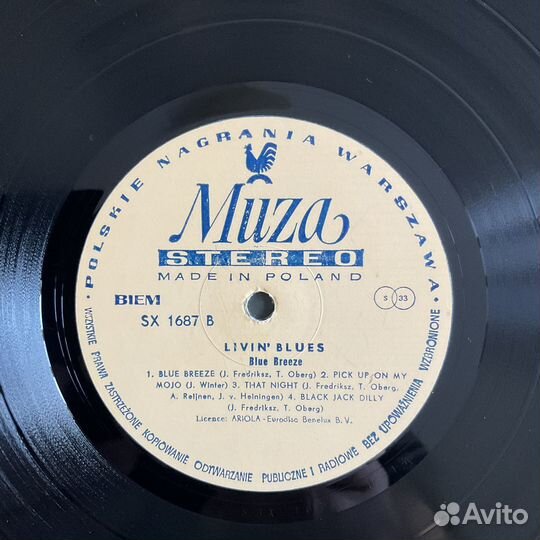 · POLSKIE NAGRANIA WARSZAWA ·
Muza
STEREO
MADE IN POLAND
BIEM
S 33
SX 1687 B
LIVIN' BLUES
Blue Breeze
1. BLUE BREEZE (J. Fredriksz, T. Oberg) 2. PICK UP ON MY
MOJO (J. Winter) 3. THAT NIGHT (J. Fredriksz, T. Oberg,
A. Reijnen, J. v. Heiningen) 4. BLACK JACK DILLY
(J. Fredriksz, T. Oberg)
Licence: ARIOLA-Eurodisc Benelux B. V.
WSZYSTKIE PRAWA ZASTRZEŻONE KOPIOWANIE ODTWARZANIE PUBLICZNE I RADIOWE BEZ UPOWAŻNIENIA WZBRONIONE
Avito